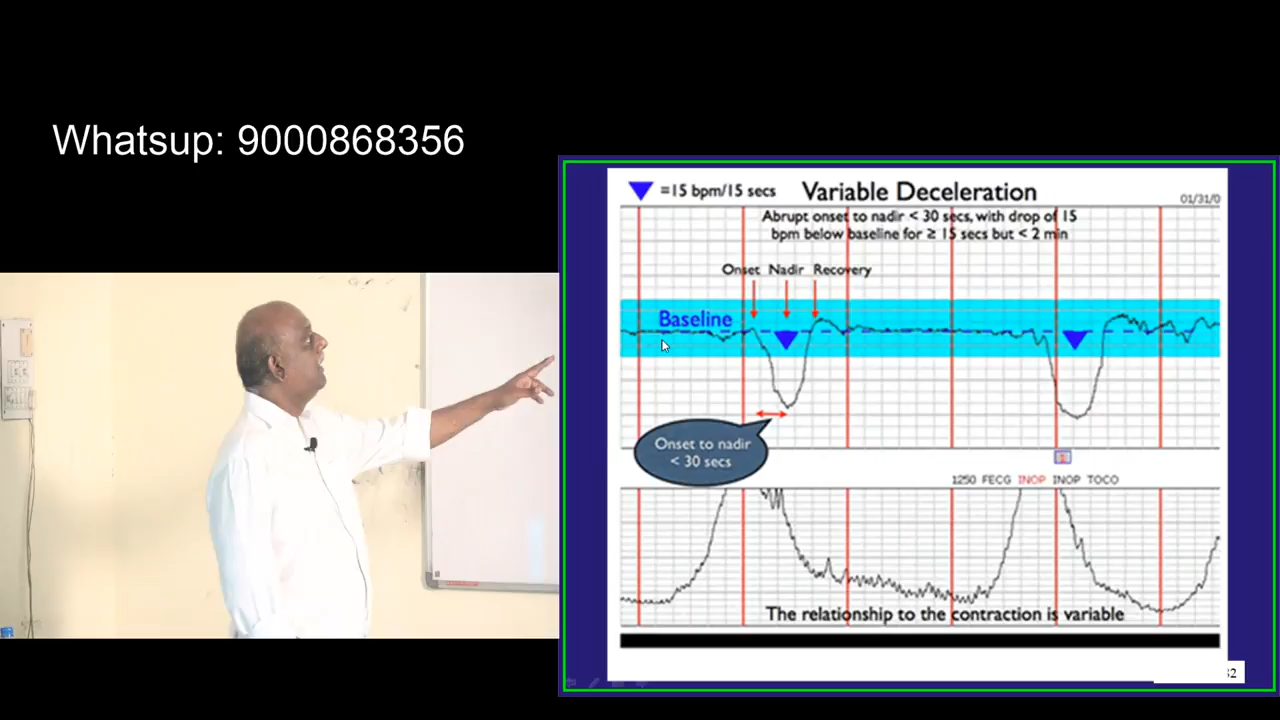 Whatsup: 9000868356
=15 bpm/15 secs
Variable Deceleration
01/31/0
Abrupt onset to nadir < 30 secs, with drop of 15
bpm below baseline for ≥ 15 secs but < 2 min
Onset Nadir Recovery
Baseline
Onset to nadir
< 30 secs
1250 FECG INOP INOP TOCO
The relationship to the contraction is variable
32